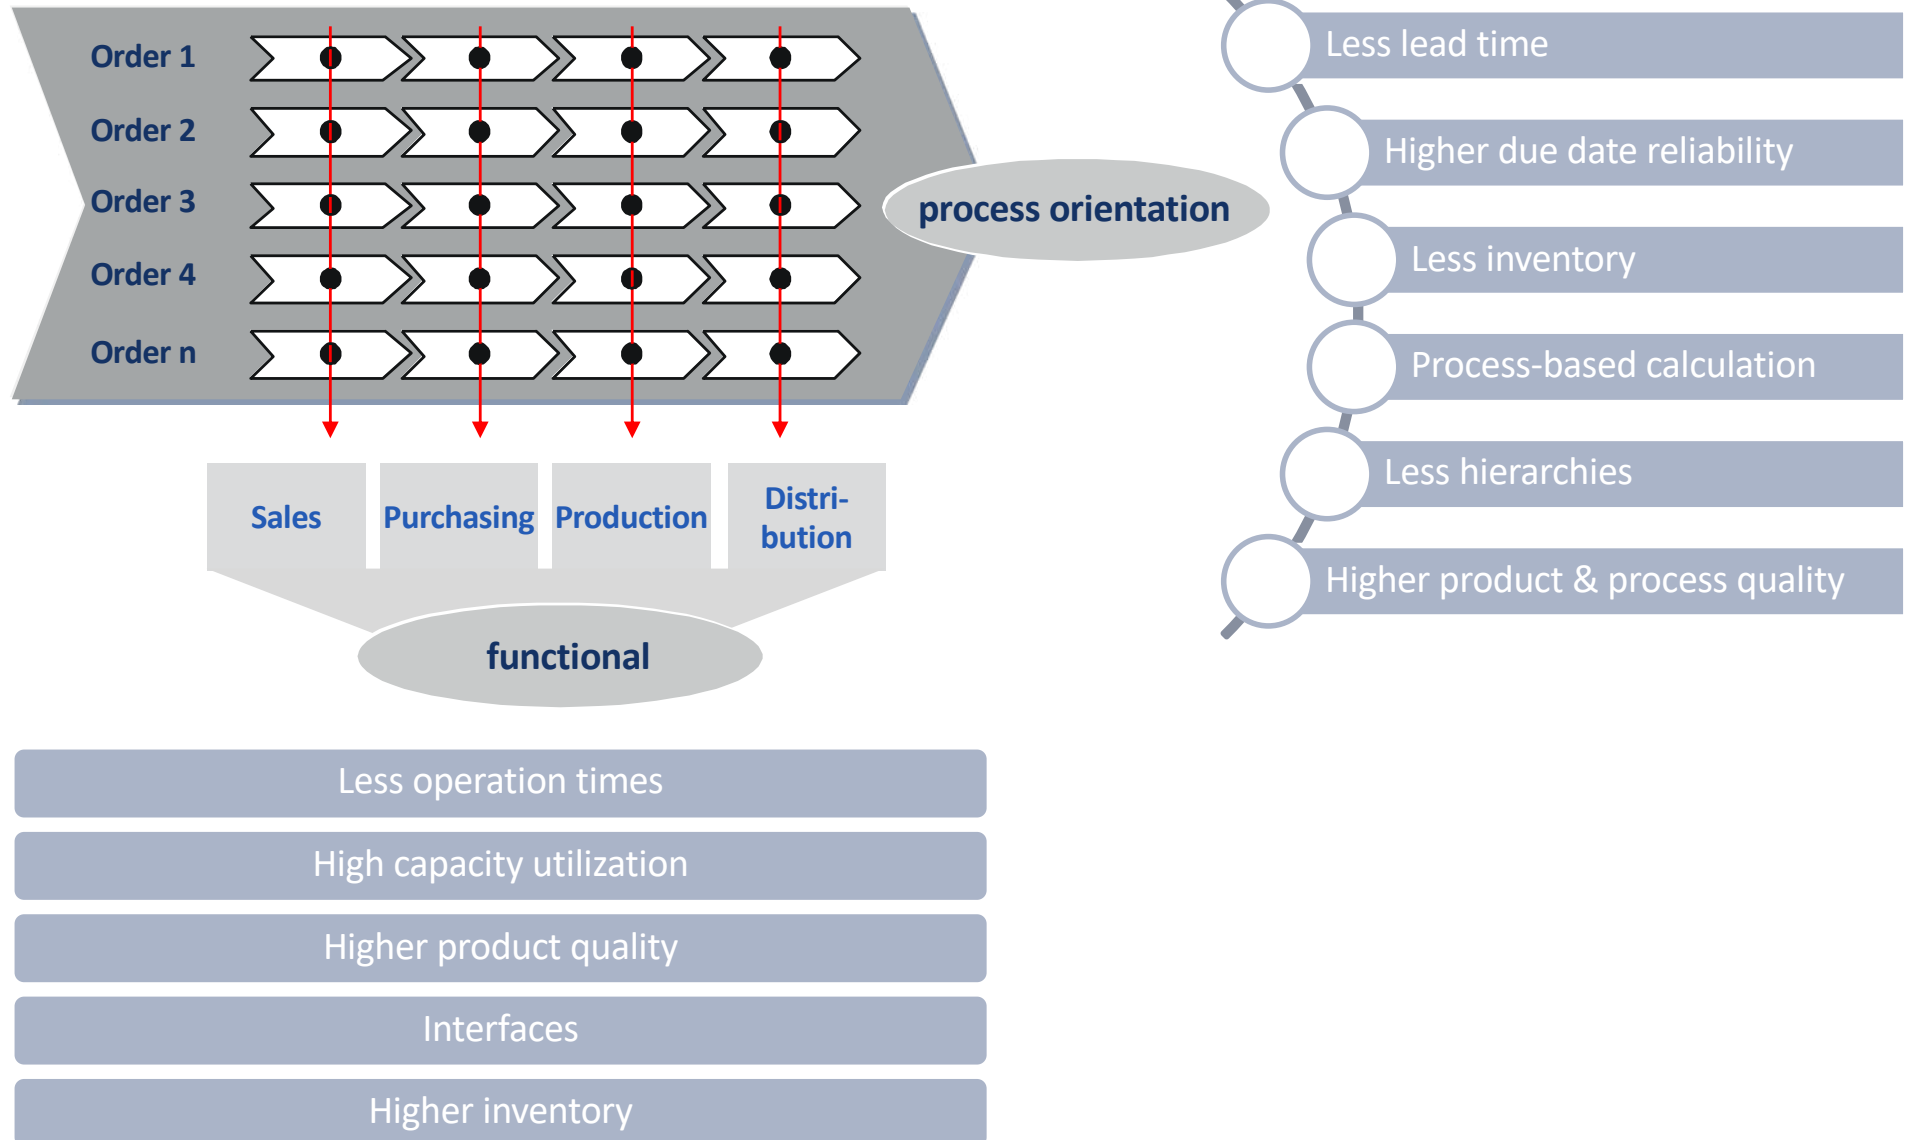 Order 1
Order 2
Order 3
Order 4
Order n
process orientation
Sales
Purchasing
Production
Distri-
bution
functional
Less operation times
High capacity utilization
Higher product quality
Interfaces
Higher inventory
Less lead time
Higher due date reliability
Less inventory
Process-based calculation
Less hierarchies
Higher product & process quality